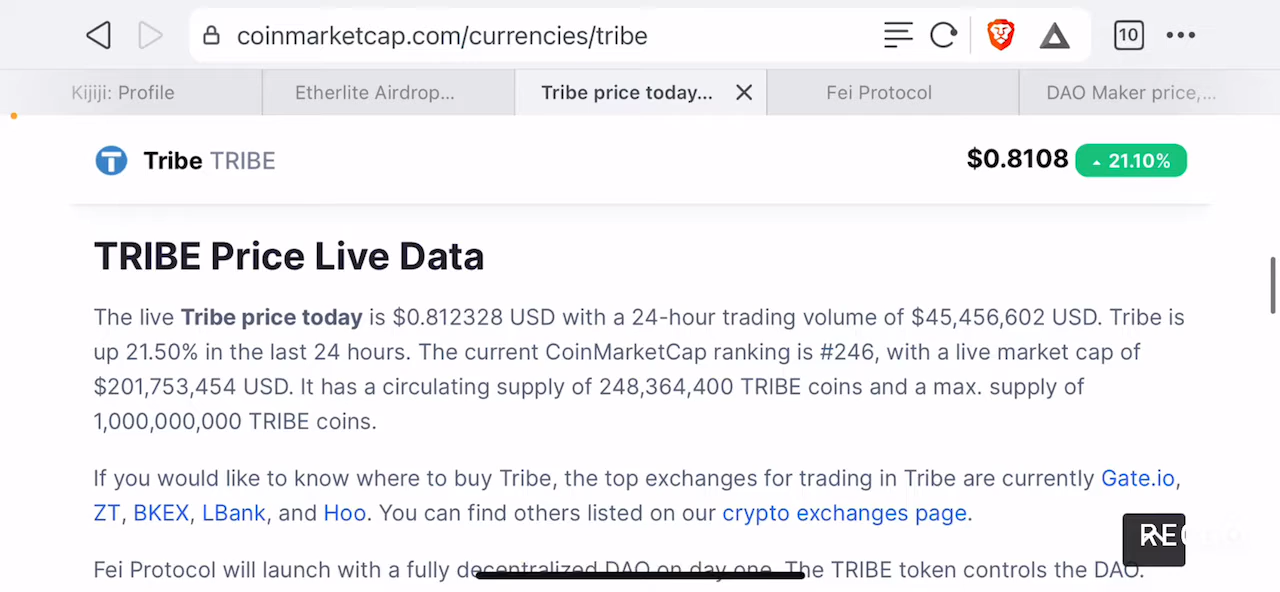 coinmarketcap.com/currencies/tribe
10
Kijiji: Profile
Etherlite Airdrop...
Tribe price today...
Fei Protocol
DAO Maker price,...
Tribe TRIBE
$0.8108
21.10%
TRIBE Price Live Data
The live Tribe price today is $0.812328 USD with a 24-hour trading volume of $45,456,602 USD. Tribe is
up 21.50% in the last 24 hours. The current CoinMarketCap ranking is #246, with a live market cap of
$201,753,454 USD. It has a circulating supply of 248,364,400 TRIBE coins and a max. supply of
1,000,000,000 TRIBE coins.
If you would like to know where to buy Tribe, the top exchanges for trading in Tribe are currently Gate.io,
ZT, BKEX, LBank, and Hoo. You can find others listed on our crypto exchanges page.
Fei Protocol will launch with a fully decentralized DAO on day one. The TRIBE token controls the DAO.